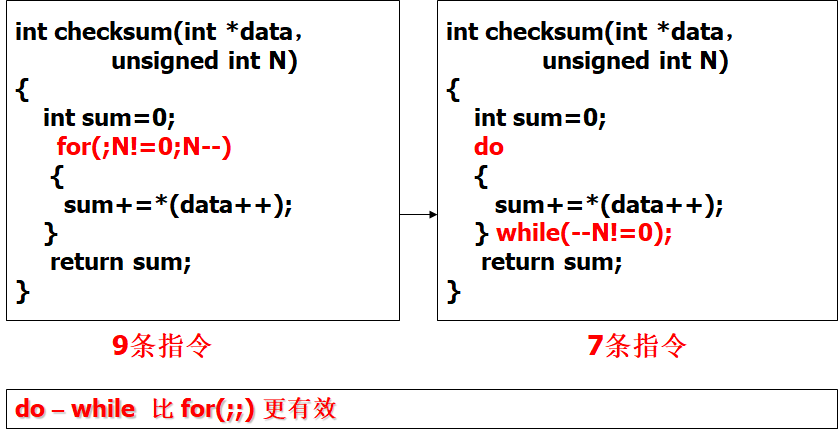 int checksum(int *data,
unsigned int N)
{
int sum=0;
for(;N!=0;N--)
{
sum+=*(data++);
}
return sum;
}
9条指令
int checksum(int *data,
unsigned int N)
{
int sum=0;
do
{
sum+=*(data++);
} while(--N!=0);
return sum;
}
7条指令
do – while 比 for(;;) 更有效